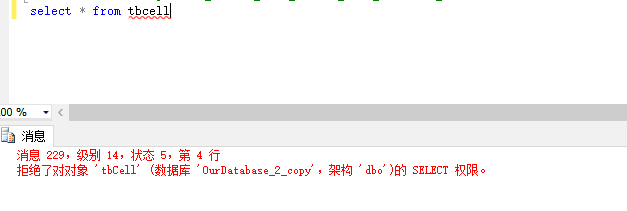 select * from tbcell
00 %
消息
消息 229，级别 14，状态 5，第 4 行
拒绝了对对象 'tbCell' (数据库 'OurDatabase_2_copy'，架构 'dbo')的 SELECT 权限。